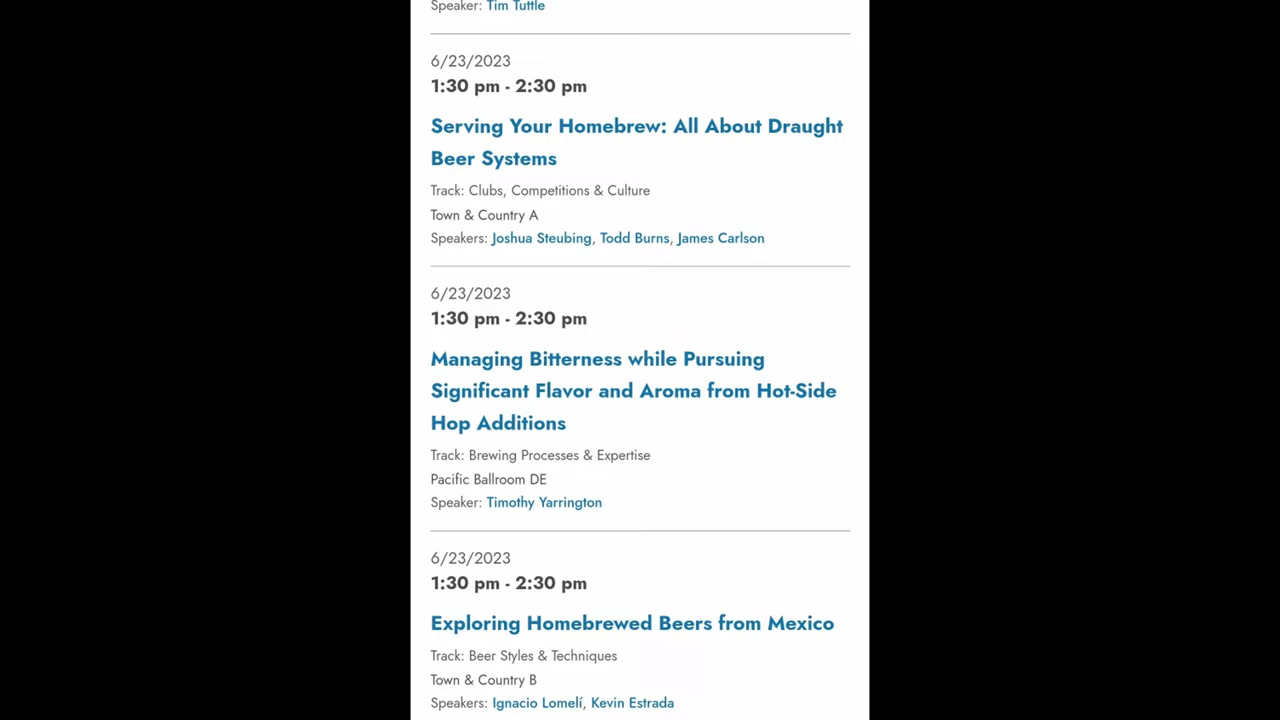 Speaker: Tim Tuttle
6/23/2023
1:30 pm - 2:30 pm
Serving Your Homebrew: All About Draught
Beer Systems
Track: Clubs, Competitions & Culture
Town & Country A
Speakers: Joshua Steubing, Todd Burns, James Carlson
6/23/2023
1:30 pm - 2:30 pm
Managing Bitterness while Pursuing
Significant Flavor and Aroma from Hot-Side
Hop Additions
Track: Brewing Processes & Expertise
Pacific Ballroom DE
Speaker: Timothy Yarrington
6/23/2023
1:30 pm - 2:30 pm
Exploring Homebrewed Beers from Mexico
Track: Beer Styles & Techniques
Town & Country B
Speakers: Ignacio Lomelí, Kevin Estrada